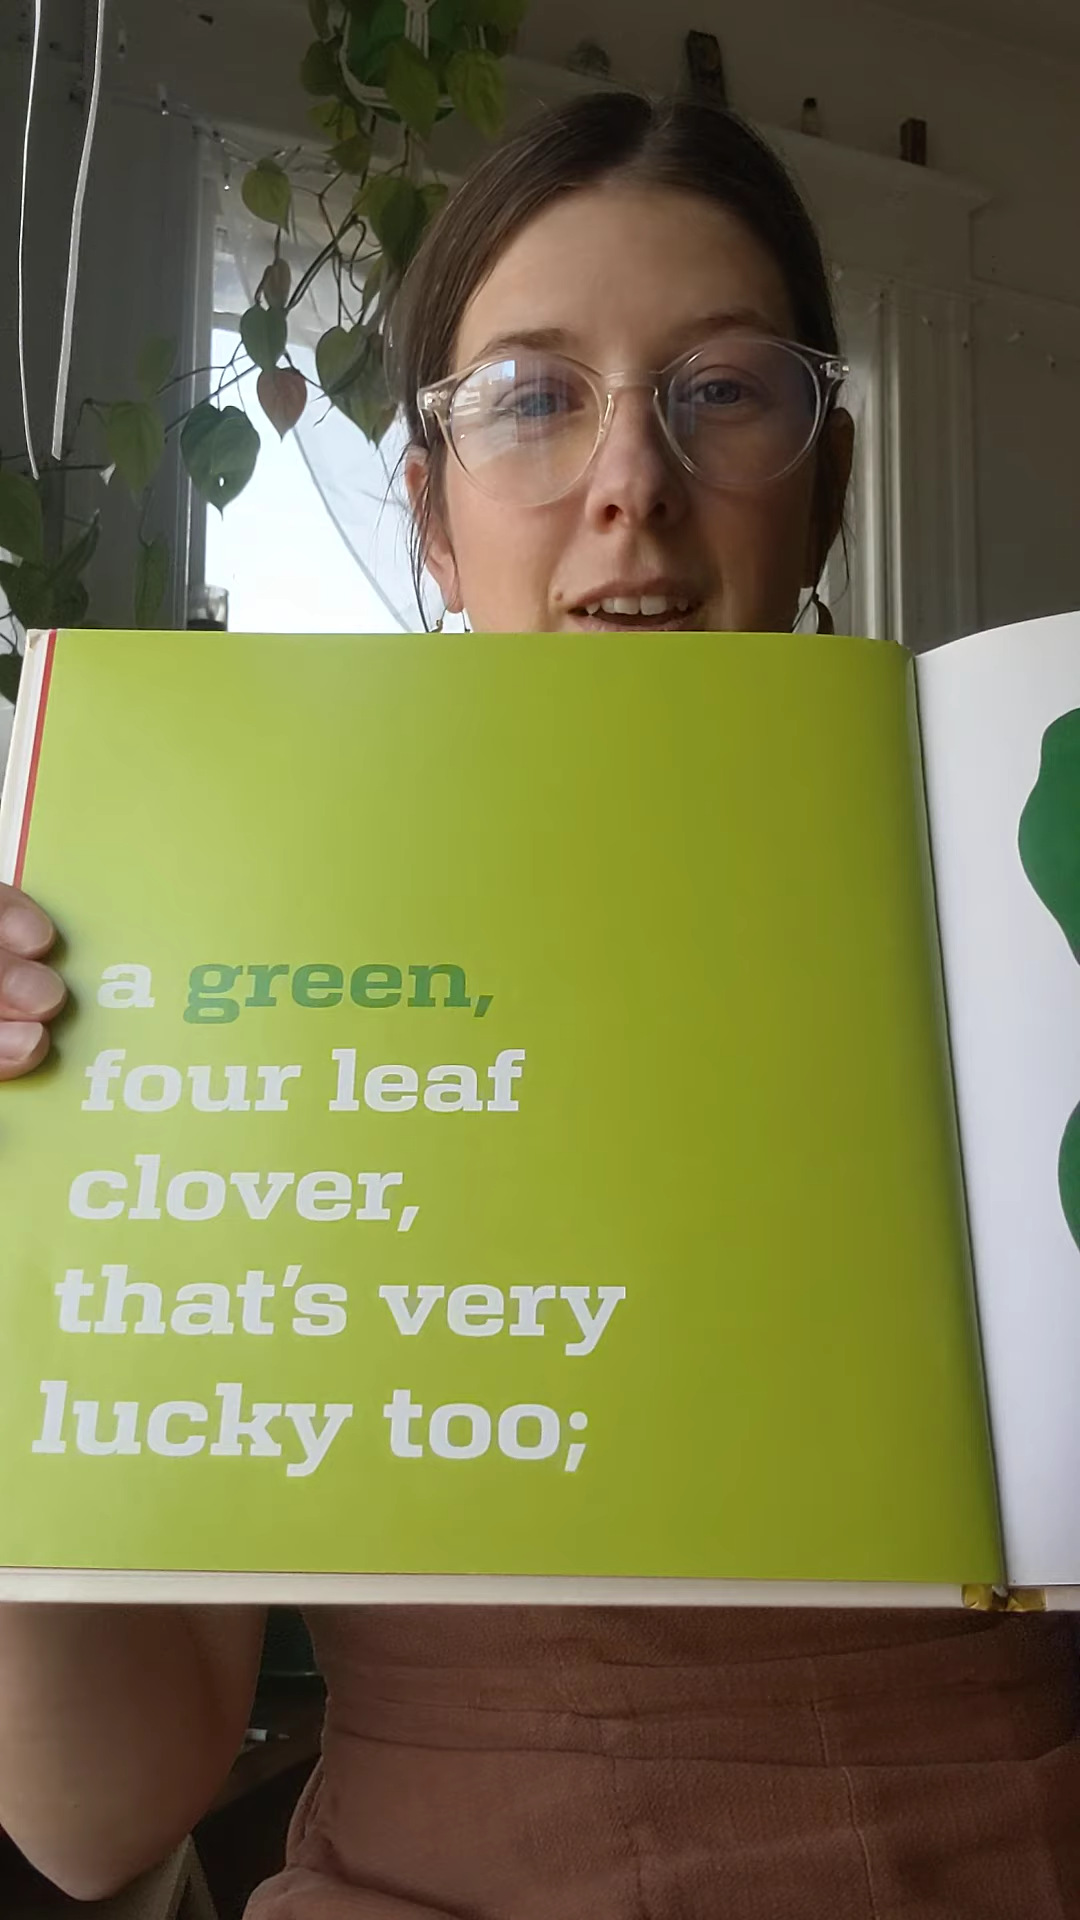 a green,
four leaf
clover,
that's very
lucky too;